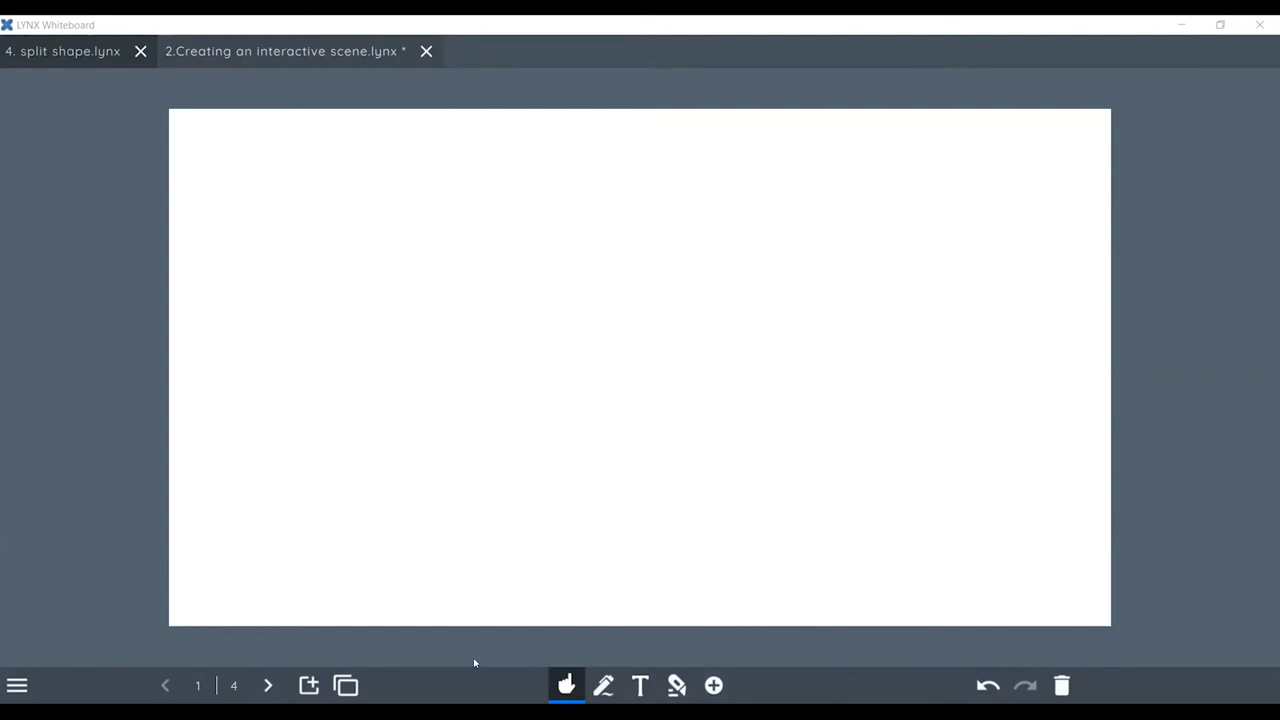 LYNX Whiteboard
4. split shape.lynx
2.Creating an interactive scene.lynx *
1 4
T